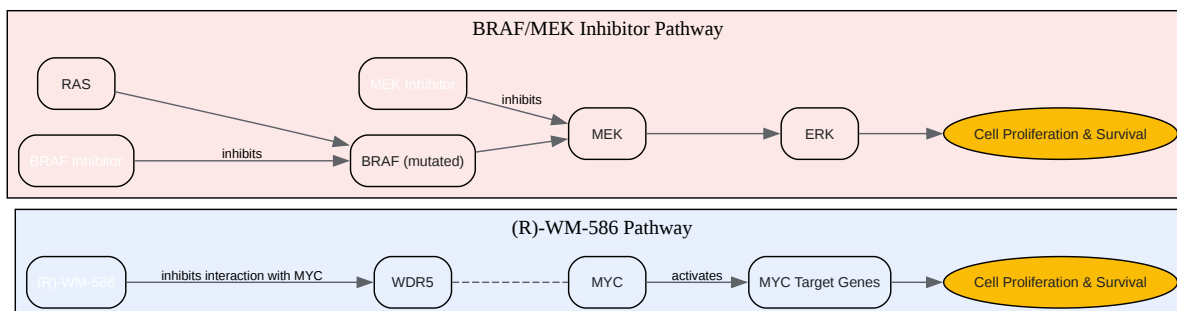 BRAF/MEK Inhibitor Pathway
RAS
MEK Inhibitor
inhibits
MEK
ERK
Cell Proliferation & Survival
BRAF Inhibitor
inhibits
BRAF (mutated)
(R)-WM-586 Pathway
(R)-WM-586
inhibits interaction with MYC
WDR5
MYC
activates
MYC Target Genes
Cell Proliferation & Survival